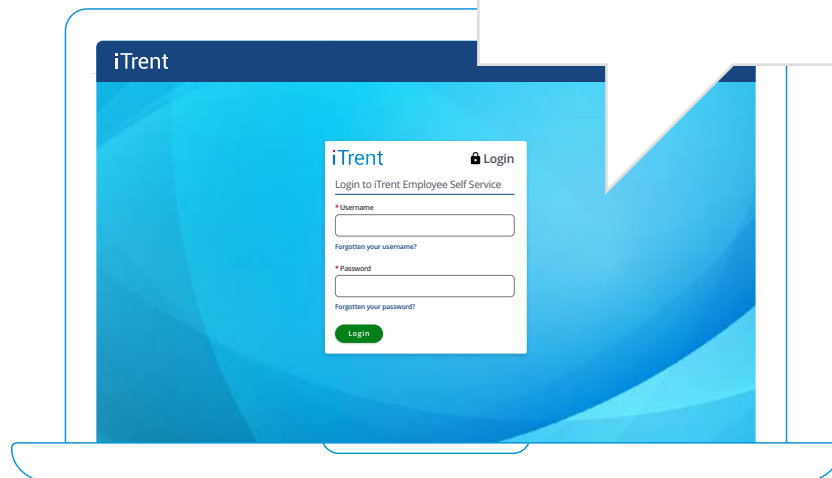 iTrent
iTrent Login
Login to iTrent Employee Self Service
*Username
Forgotten your username?
*Password
Forgotten your password?
Login